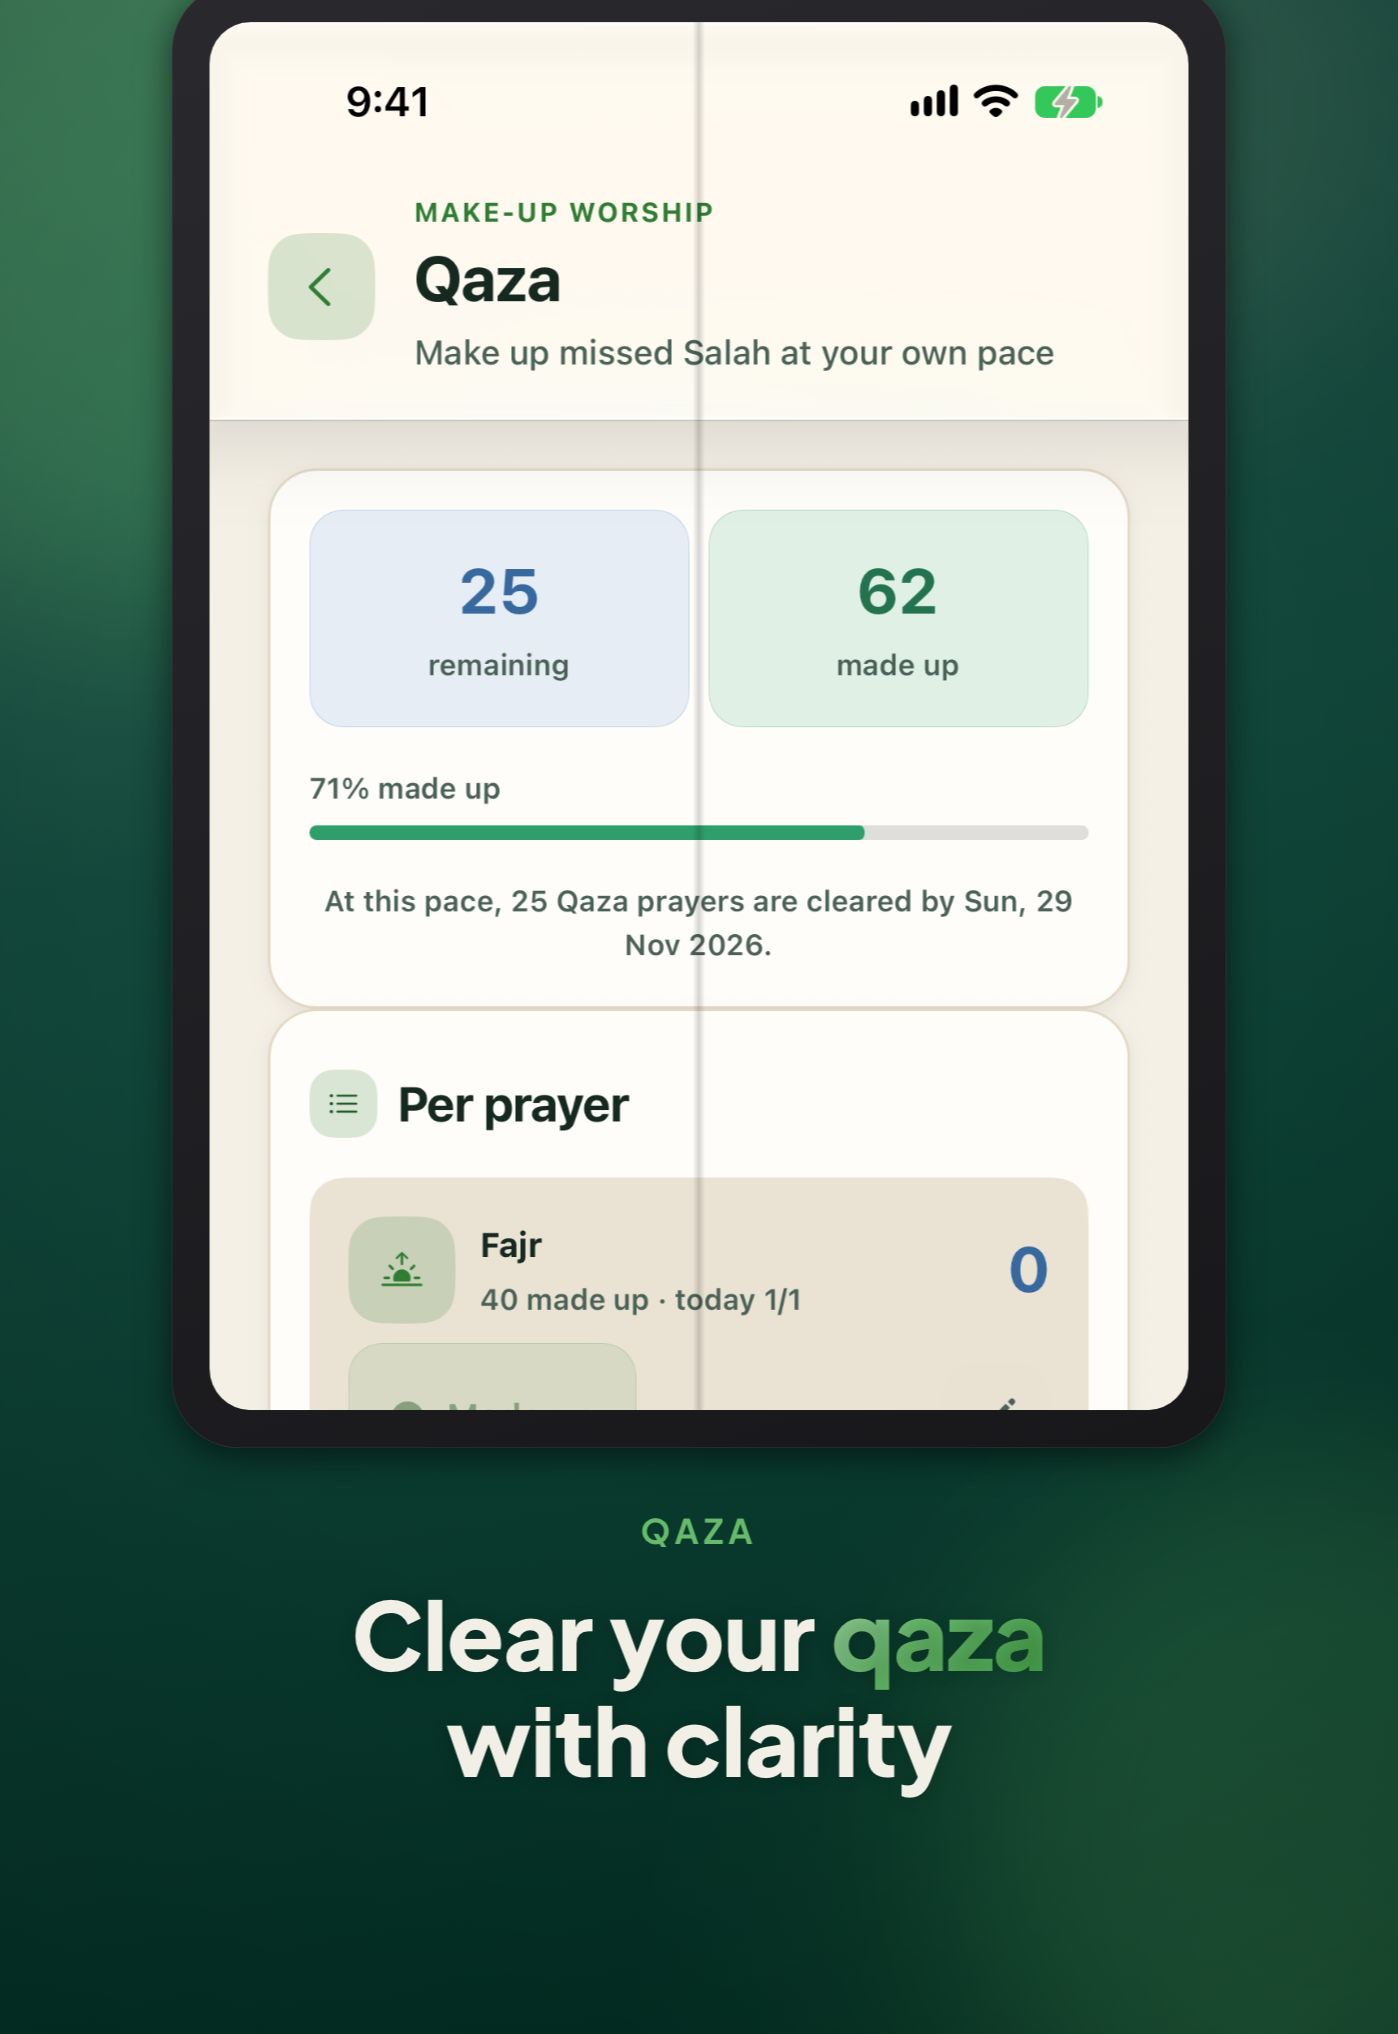 9:41
MAKE-UP WORSHIP
Qaza
Make up missed Salah at your own pace
25
remaining
62
made up
71% made up
At this pace, 25 Qaza prayers are cleared by Sun, 29
Nov 2026.
Per prayer
Fajr
40 made up · today 1/1
0
QAZA
Clear your qaza
with clarity